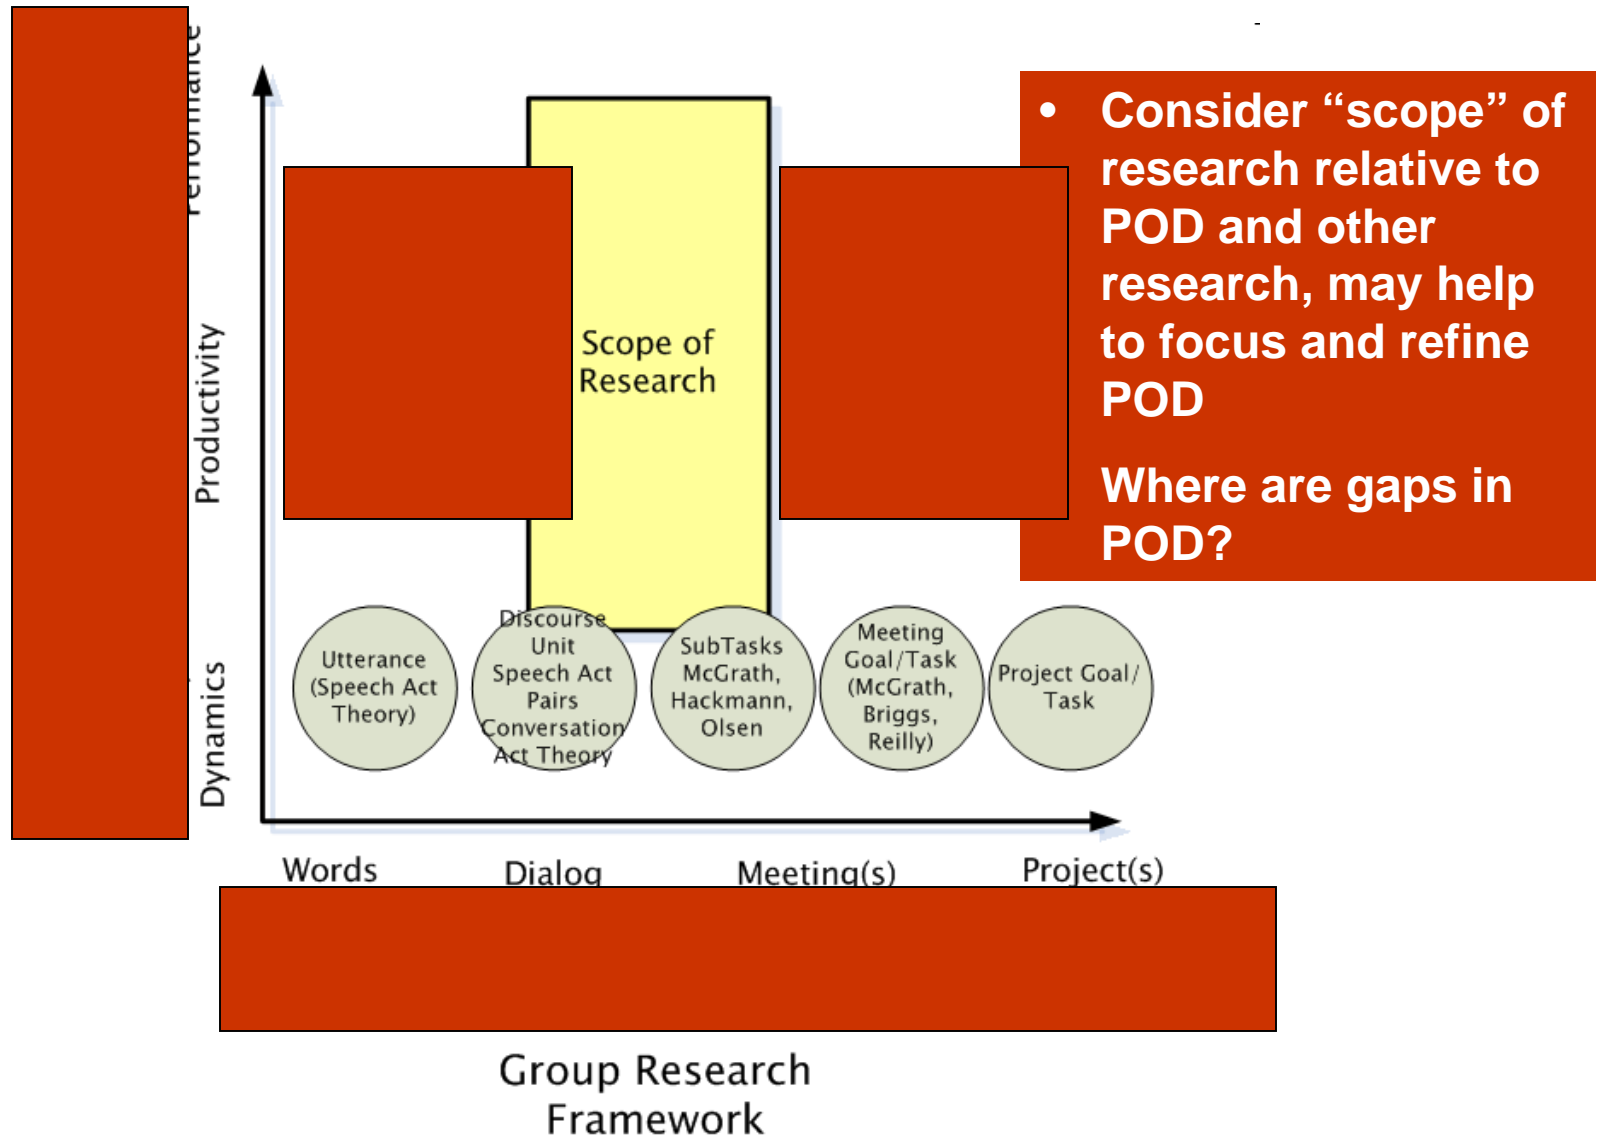 Performance
Productivity
Dynamics
• Consider “scope” of
research relative to
POD and other
research, may help
to focus and refine
POD
Where are gaps in
POD?
Scope of
Research
Utterance
(Speech Act
Theory)
Discourse
Unit
Speech Act
Pairs
Conversation
Act Theory
SubTasks
McGrath,
Hackmann,
Olsen
Meeting
Goal/Task
(McGrath,
Briggs,
Reilly)
Project Goal/
Task
Words
Dialog
Meeting(s)
Project(s)
Group Research
Framework